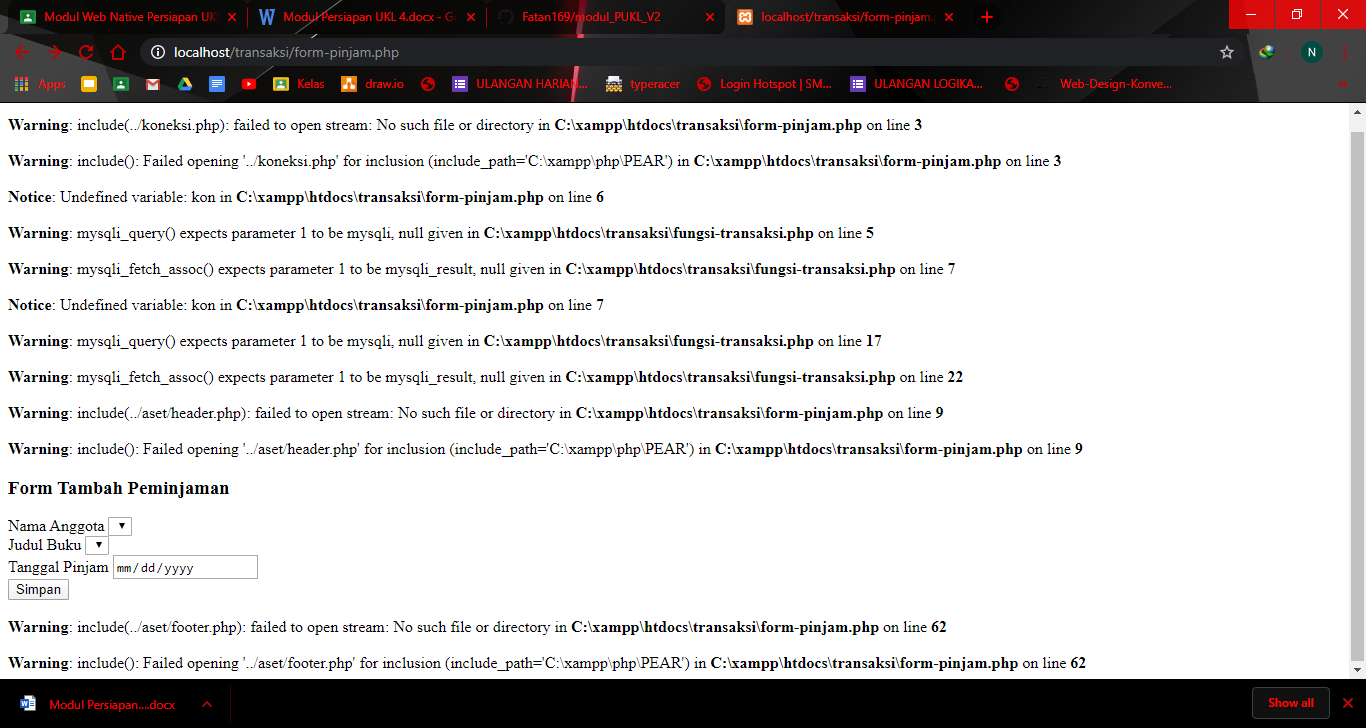 Modul Web Native Persiapan UK
Modul Persiapan UKL 4.docx - Go
Fatan169/modul_PUKL_V2
localhost/transaksi/form-pinjam.
localhost/transaksi/form-pinjam.php
N
Apps
Kelas
draw.io
ULANGAN HARIAN...
typeracer
Login Hotspot | SM...
ULANGAN LOGIKA...
Web-Design-Konve...
Warning: include(../koneksi.php): failed to open stream: No such file or directory in C:\xampp\htdocs\transaksi\form-pinjam.php on line 3
Warning: include(): Failed opening '../koneksi.php' for inclusion (include_path='C:\xampp\php\PEAR') in C:\xampp\htdocs\transaksi\form-pinjam.php on line 3
Notice: Undefined variable: kon in C:\xampp\htdocs\transaksi\form-pinjam.php on line 6
Warning: mysqli_query() expects parameter 1 to be mysqli, null given in C:\xampp\htdocs\transaksi\fungsi-transaksi.php on line 5
Warning: mysqli_fetch_assoc() expects parameter 1 to be mysqli_result, null given in C:\xampp\htdocs\transaksi\fungsi-transaksi.php on line 7
Notice: Undefined variable: kon in C:\xampp\htdocs\transaksi\form-pinjam.php on line 7
Warning: mysqli_query() expects parameter 1 to be mysqli, null given in C:\xampp\htdocs\transaksi\fungsi-transaksi.php on line 17
Warning: mysqli_fetch_assoc() expects parameter 1 to be mysqli_result, null given in C:\xampp\htdocs\transaksi\fungsi-transaksi.php on line 22
Warning: include(../aset/header.php): failed to open stream: No such file or directory in C:\xampp\htdocs\transaksi\form-pinjam.php on line 9
Warning: include(): Failed opening '../aset/header.php' for inclusion (include_path='C:\xampp\php\PEAR') in C:\xampp\htdocs\transaksi\form-pinjam.php on line 9
Form Tambah Peminjaman
Nama Anggota
Judul Buku
Tanggal Pinjam mm/dd/yyyy
Simpan
Warning: include(../aset/footer.php): failed to open stream: No such file or directory in C:\xampp\htdocs\transaksi\form-pinjam.php on line 62
Warning: include(): Failed opening '../aset/footer.php' for inclusion (include_path='C:\xampp\php\PEAR') in C:\xampp\htdocs\transaksi\form-pinjam.php on line 62
Modul Persiapan....docx
Show all